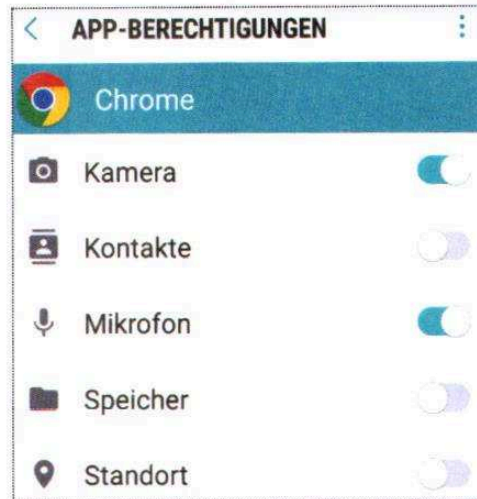 APP-BERECHTIGUNGEN
Chrome
Kamera
Kontakte
Mikrofon
Speicher
Standort